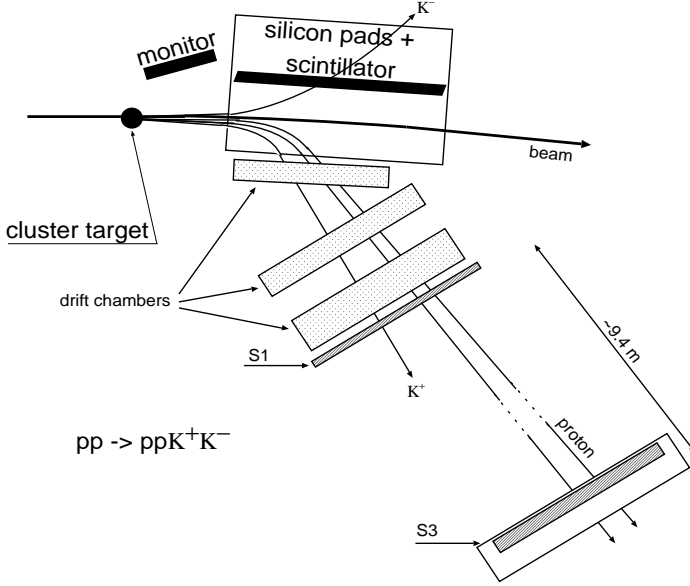 K⁻
monitor
silicon pads +
scintillator
beam
cluster target
drift chambers
~9.4 m
S1
K⁺
proton
pp -> ppK⁺K⁻
S3